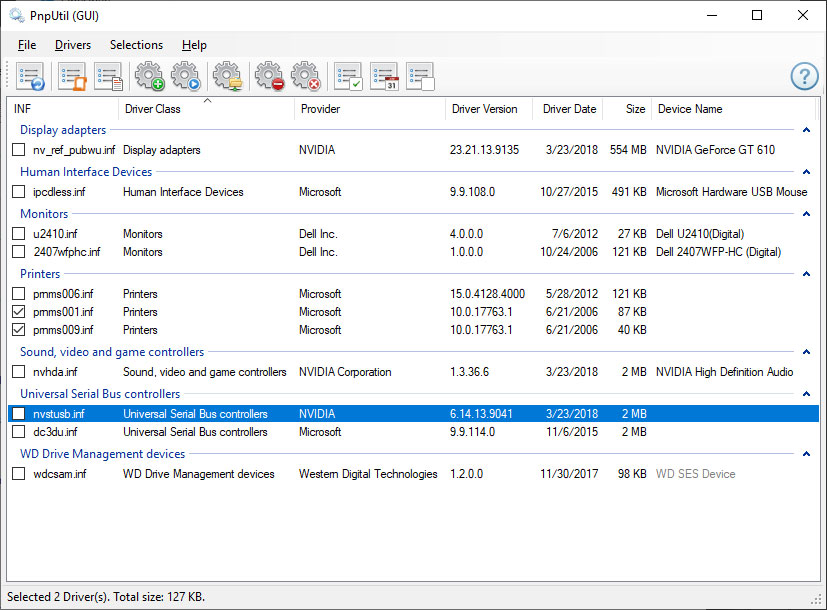 PnpUtil (GUI)
File Drivers Selections Help
31 ?
INF Driver Class Provider Driver Version Driver Date Size Device Name
Display adapters
nv_ref_pubwu.inf Display adapters NVIDIA 23.21.13.9135 3/23/2018 554 MB NVIDIA GeForce GT 610
Human Interface Devices
ipcdless.inf Human Interface Devices Microsoft 9.9.108.0 10/27/2015 491 KB Microsoft Hardware USB Mouse
Monitors
u2410.inf Monitors Dell Inc. 4.0.0.0 7/6/2012 27 KB Dell U2410(Digital)
2407wfphc.inf Monitors Dell Inc. 1.0.0.0 10/24/2006 121 KB Dell 2407WFP-HC (Digital)
Printers
prnms006.inf Printers Microsoft 15.0.4128.4000 5/28/2012 121 KB
prnms001.inf Printers Microsoft 10.0.17763.1 6/21/2006 87 KB
prnms009.inf Printers Microsoft 10.0.17763.1 6/21/2006 40 KB
Sound, video and game controllers
nvhda.inf Sound, video and game controllers NVIDIA Corporation 1.3.36.6 3/23/2018 2 MB NVIDIA High Definition Audio
Universal Serial Bus controllers
nvstusb.inf Universal Serial Bus controllers NVIDIA 6.14.13.9041 3/23/2018 2 MB
dc3du.inf Universal Serial Bus controllers Microsoft 9.9.114.0 11/6/2015 2 MB
WD Drive Management devices
wdcsam.inf WD Drive Management devices Western Digital Technologies 1.2.0.0 11/30/2017 98 KB WD SES Device
Selected 2 Driver(s). Total size: 127 KB.